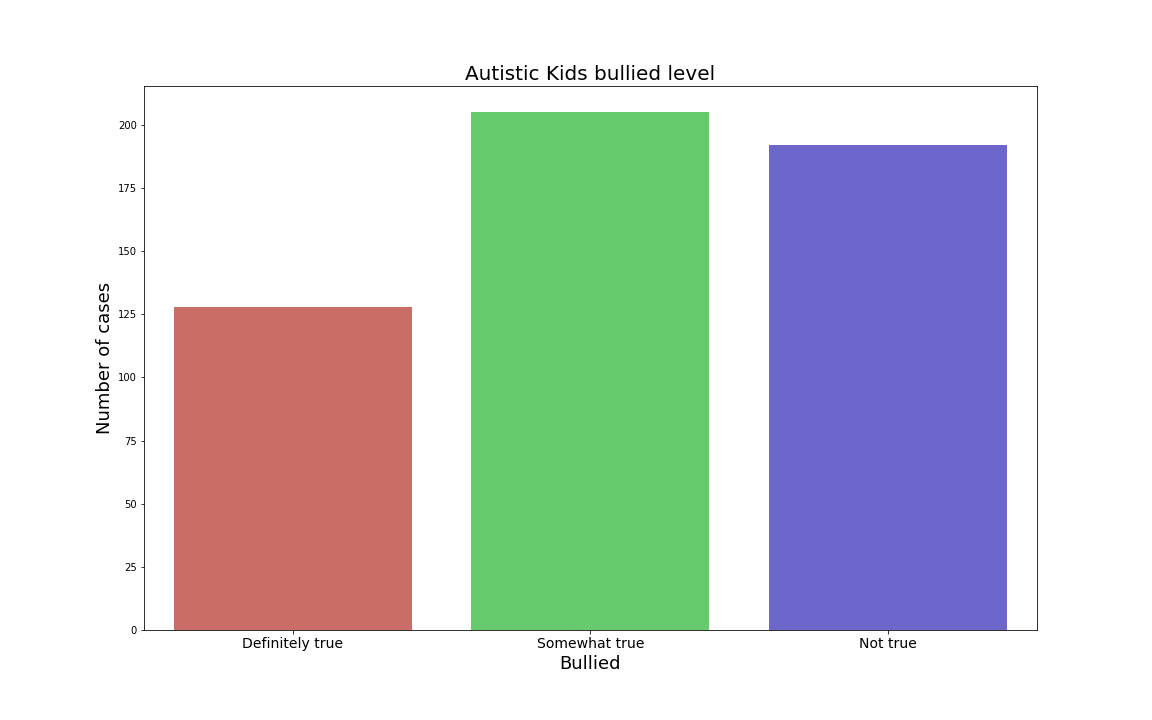 Autistic Kids bullied level
Number of cases
200
175
150
125
100
75
50
25
0
Definitely true
Somewhat true
Not true
Bullied